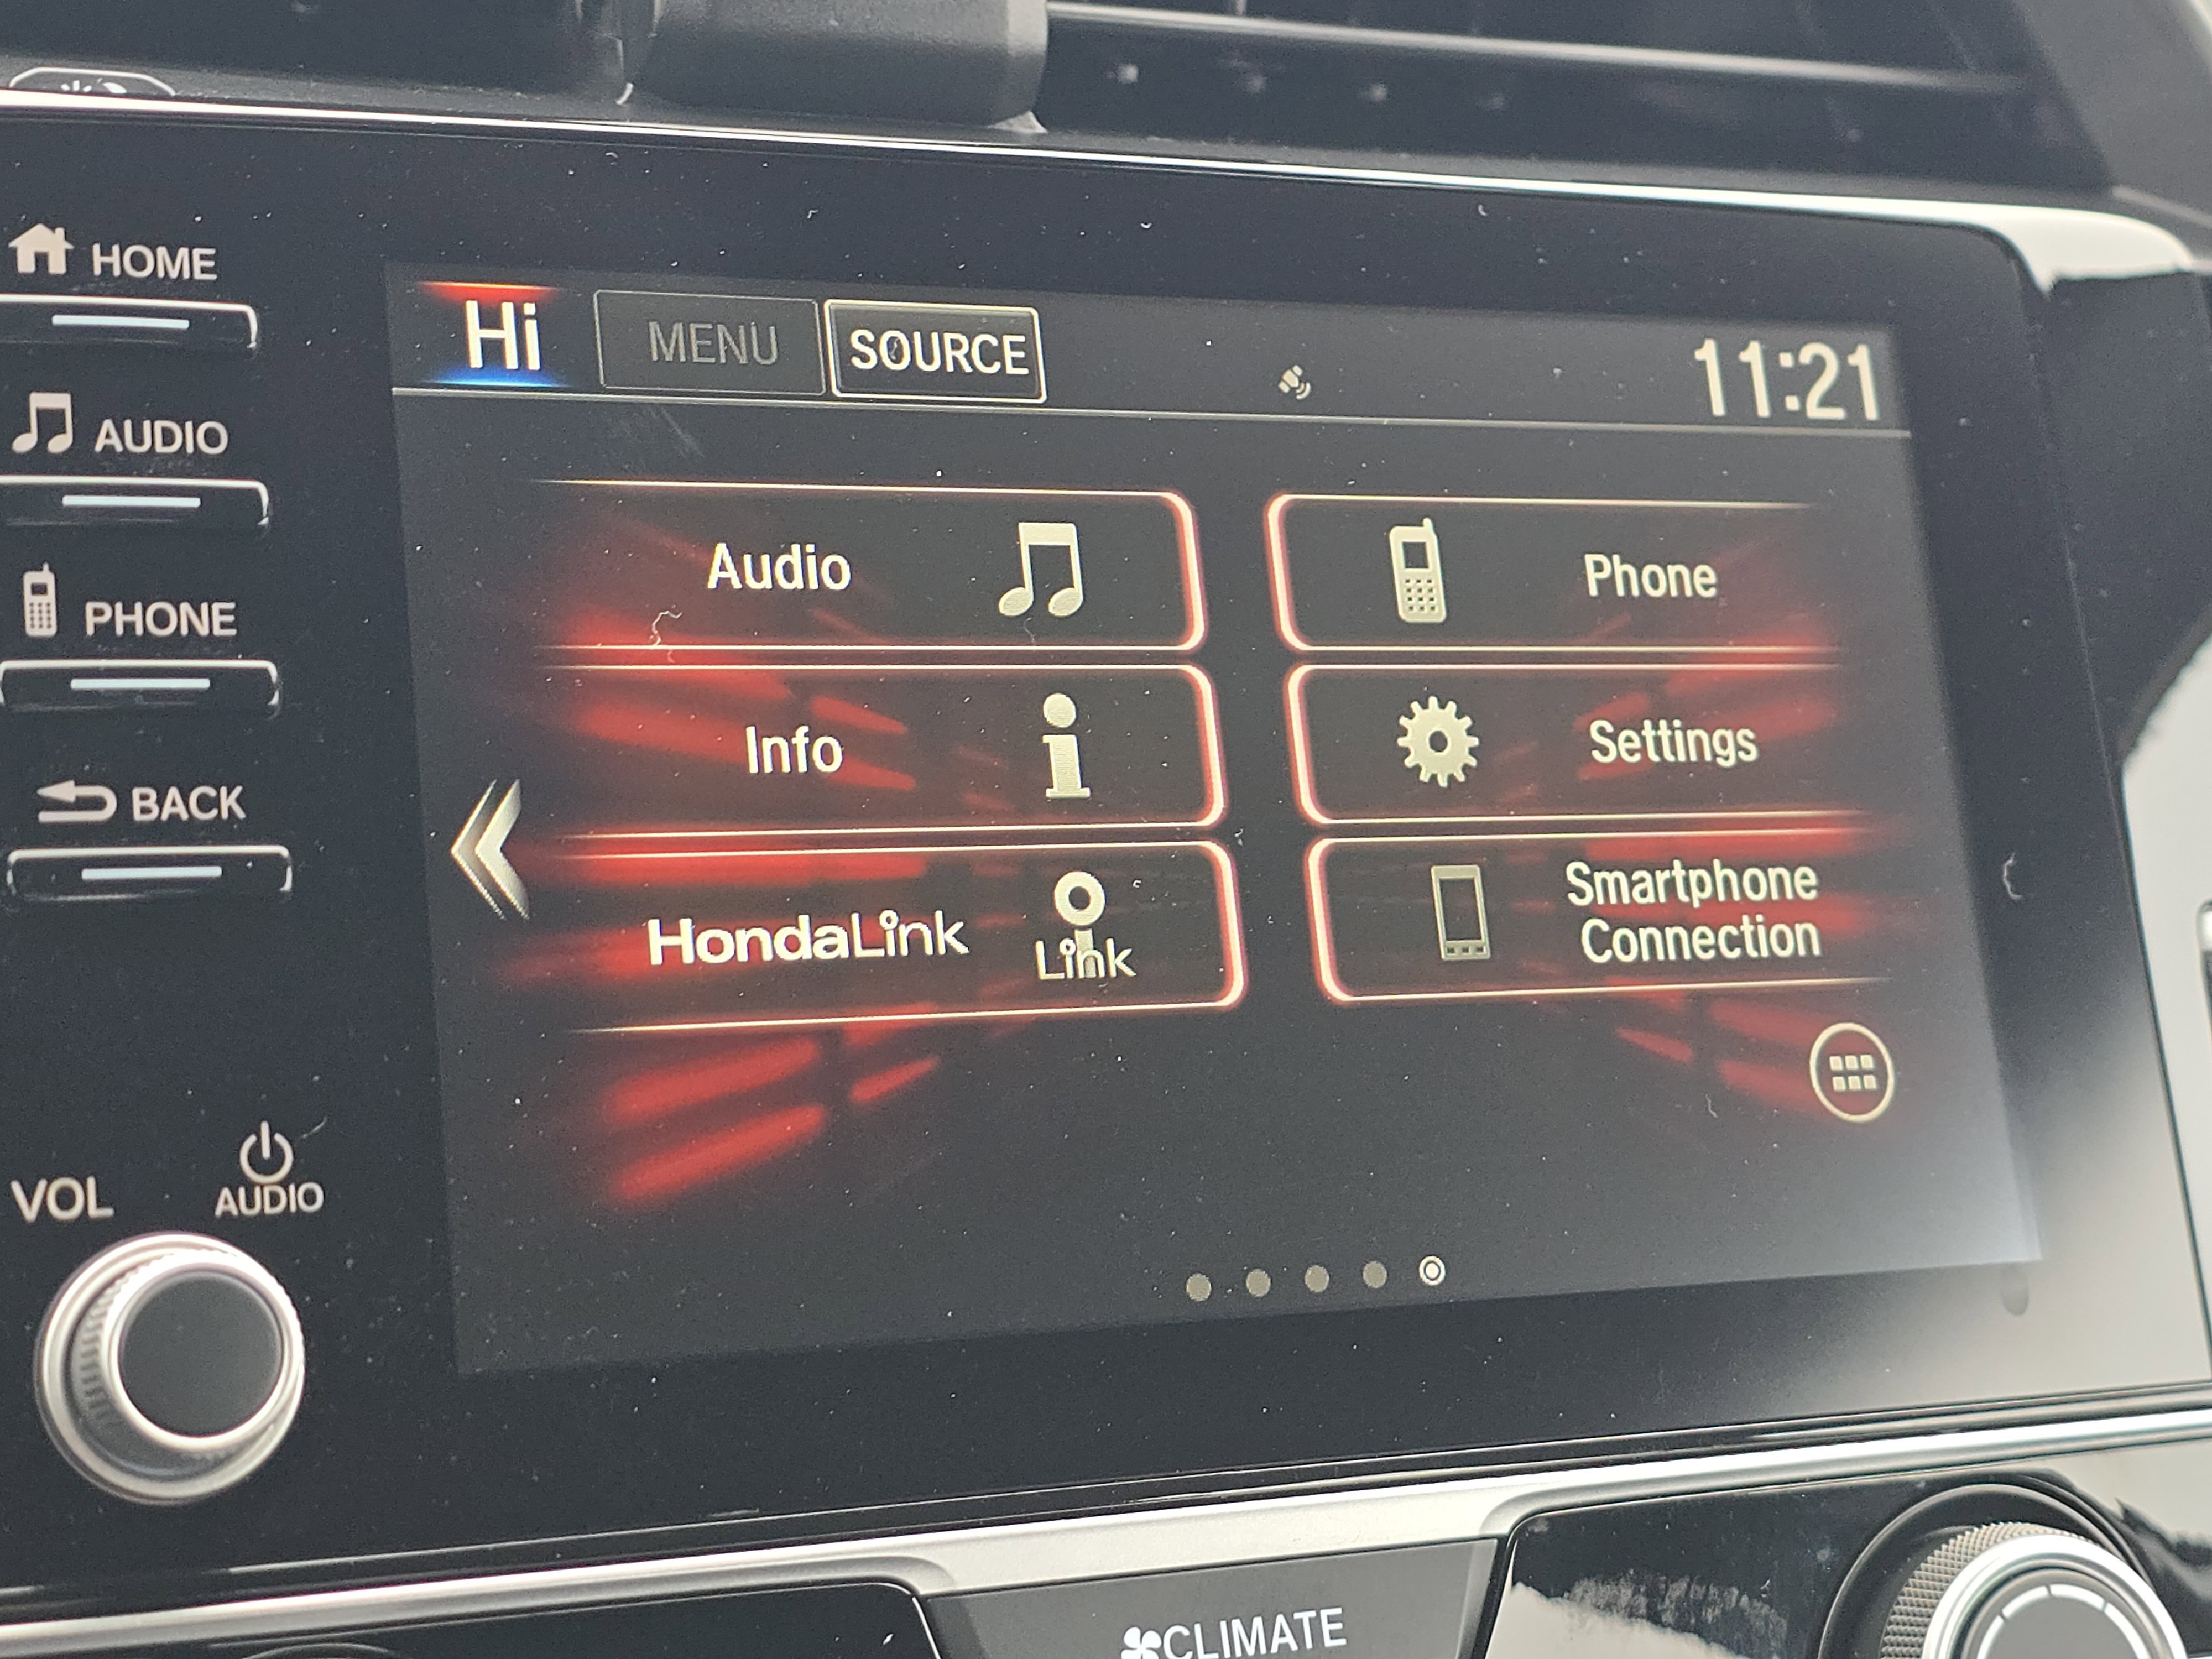 HOME
AUDIO
PHONE
BACK
VOL
AUDIO
Hi
MENU
SOURCE
11:21
Audio
Phone
Info
Settings
HondaLink
Link
Smartphone
Connection
CLIMATE